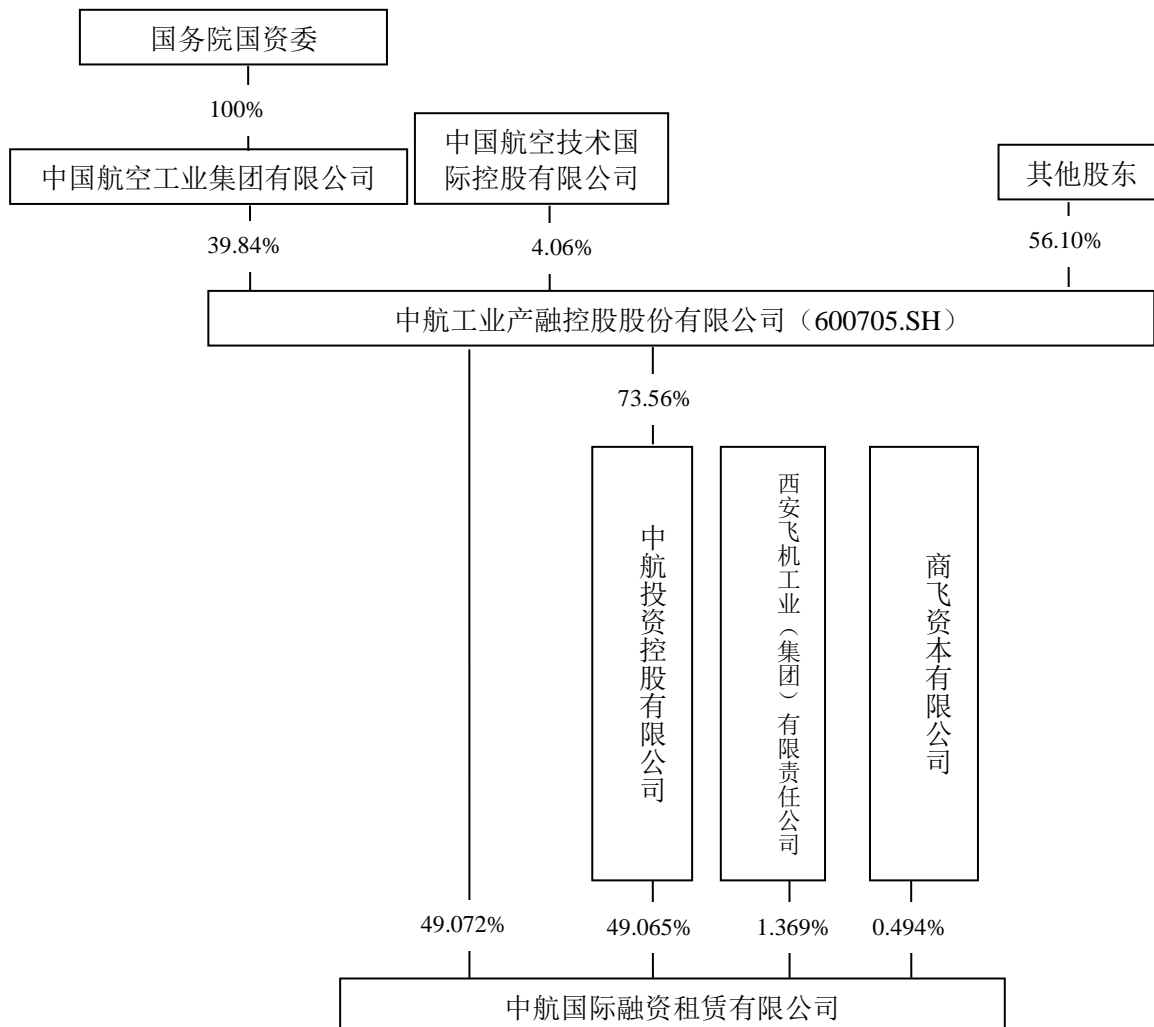 国务院国资委
100%
中国航空工业集团有限公司
中国航空技术国
际控股有限公司
其他股东
39.84%
4.06%
56.10%
中航工业产融控股股份有限公司（600705.SH）
73.56%
中航投资控股有限公司
西安飞机工业（集团）有限责任公司
商飞资本有限公司
49.072%
49.065%
1.369%
0.494%
中航国际融资租赁有限公司